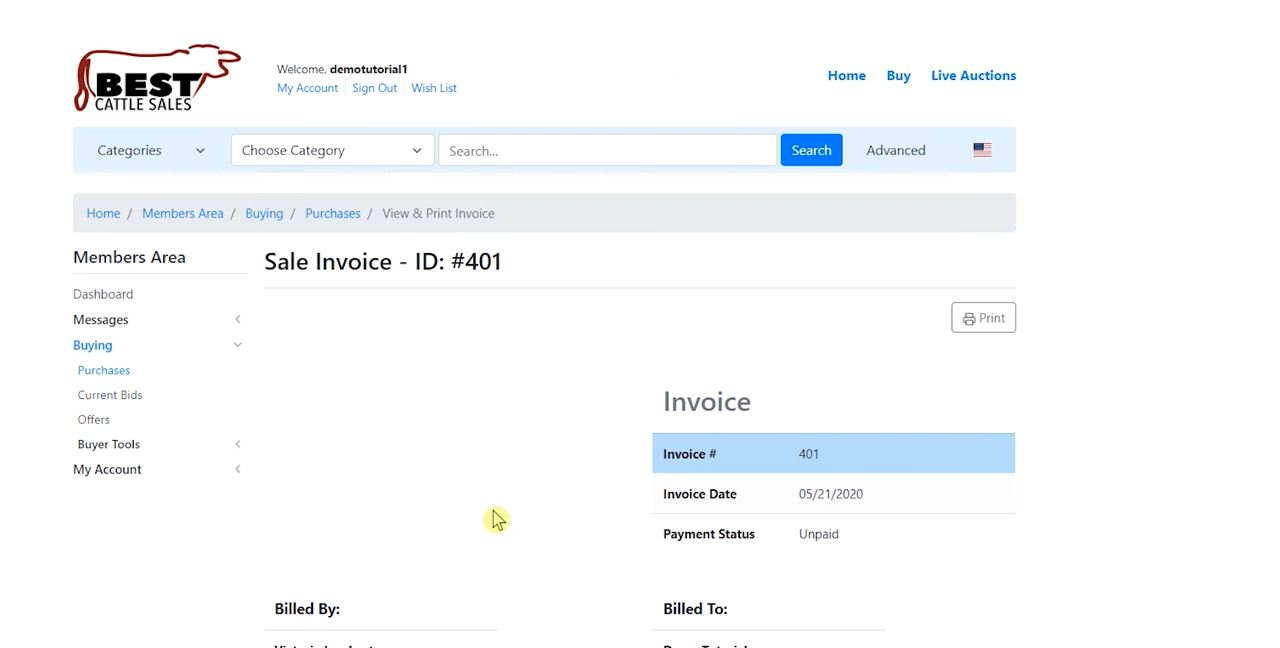 BEST
CATTLE SALES
Welcome, demotutorial1
My Account Sign Out Wish List
Home Buy Live Auctions
Categories Choose Category Search... Search Advanced
Home / Members Area / Buying / Purchases / View & Print Invoice
Members Area
Dashboard
Messages
Buying
Purchases
Current Bids
Offers
Buyer Tools
My Account
Sale Invoice - ID: #401
Print
Invoice
Invoice # 401
Invoice Date 05/21/2020
Payment Status Unpaid
Billed By:
Billed To: